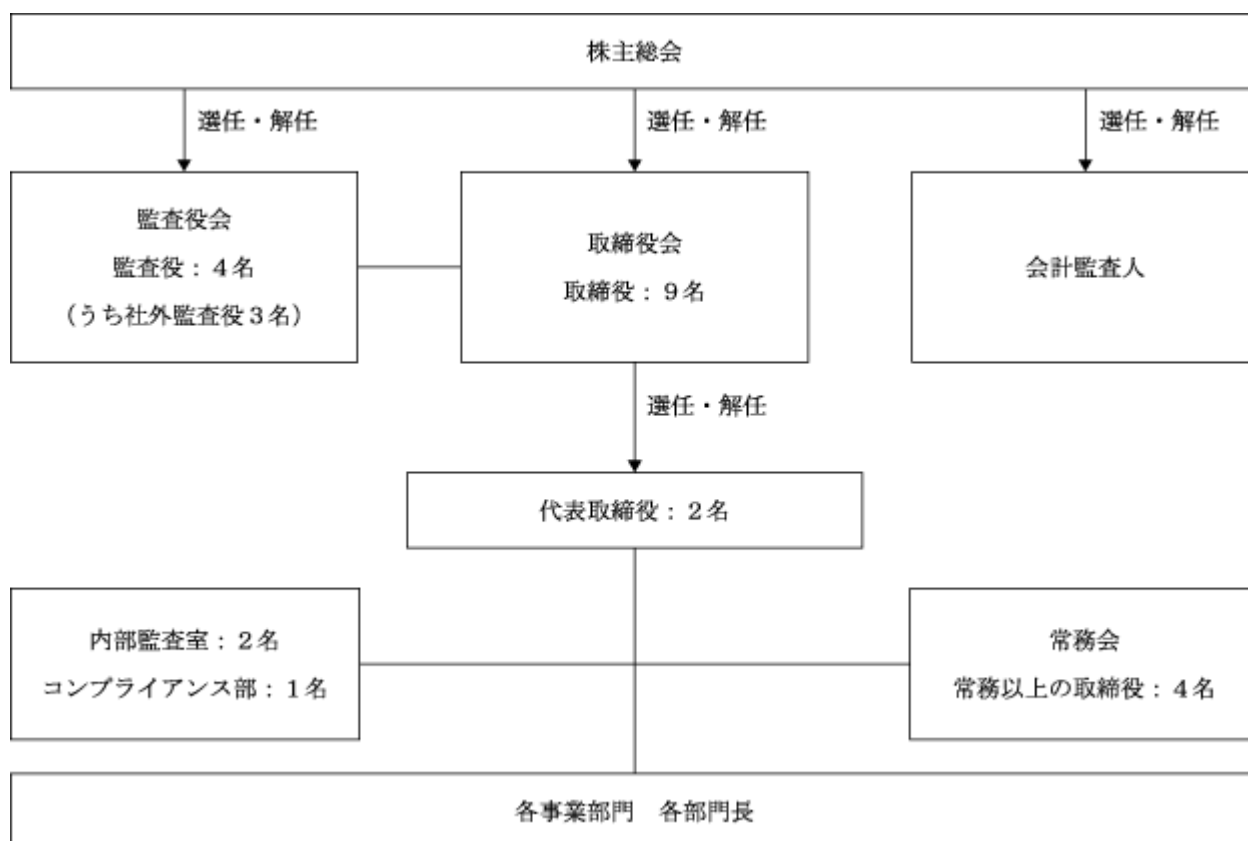 株主総会
選任・解任
選任・解任
選任・解任
監査役会
監査役：４名
（うち社外監査役３名）
取締役会
取締役：９名
会計監査人
選任・解任
代表取締役：２名
内部監査室：２名
コンプライアンス部：１名
常務会
常務以上の取締役：４名
各事業部門　各部門長